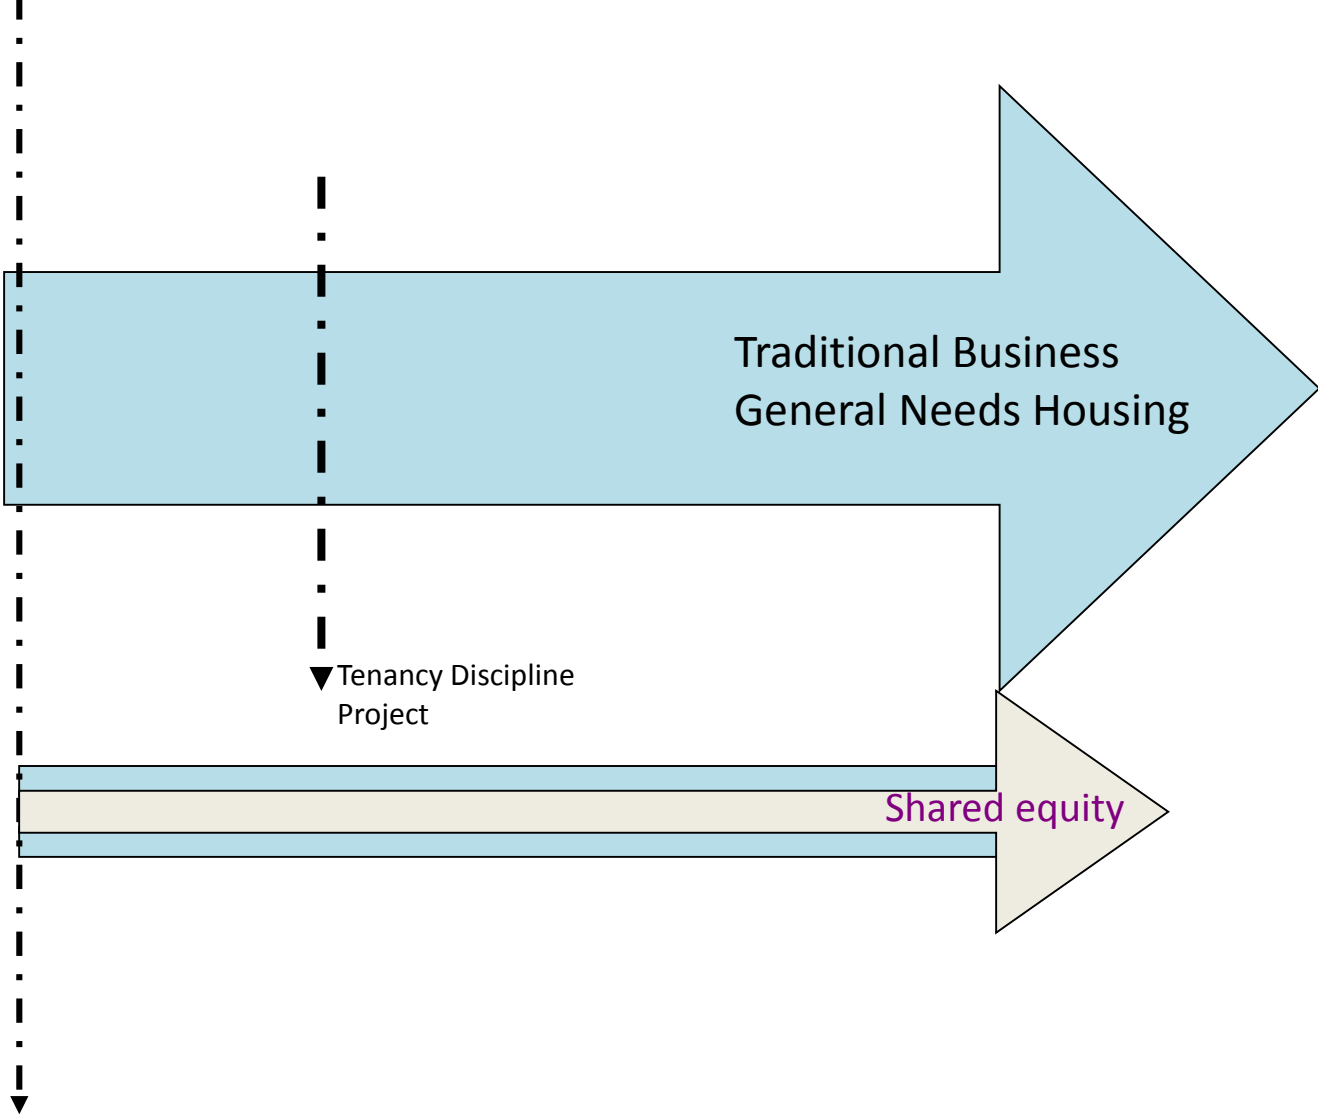 Traditional Business
General Needs Housing
Tenancy Discipline
Project
Shared equity